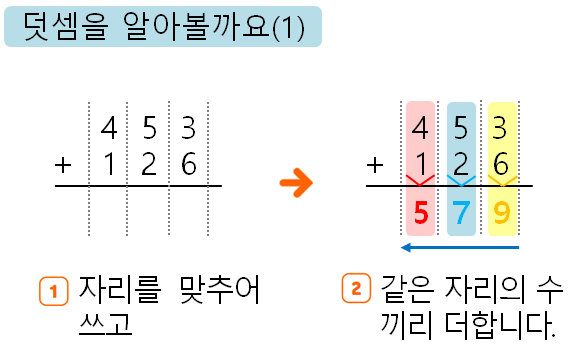 덧셈을 알아볼까요(1)
4 5 3
+ 1 2 6
4 5 3
+ 1 2 6
5 7 9
1 자리를 맞추어
쓰고
2 같은 자리의 수
끼리 더합니다.